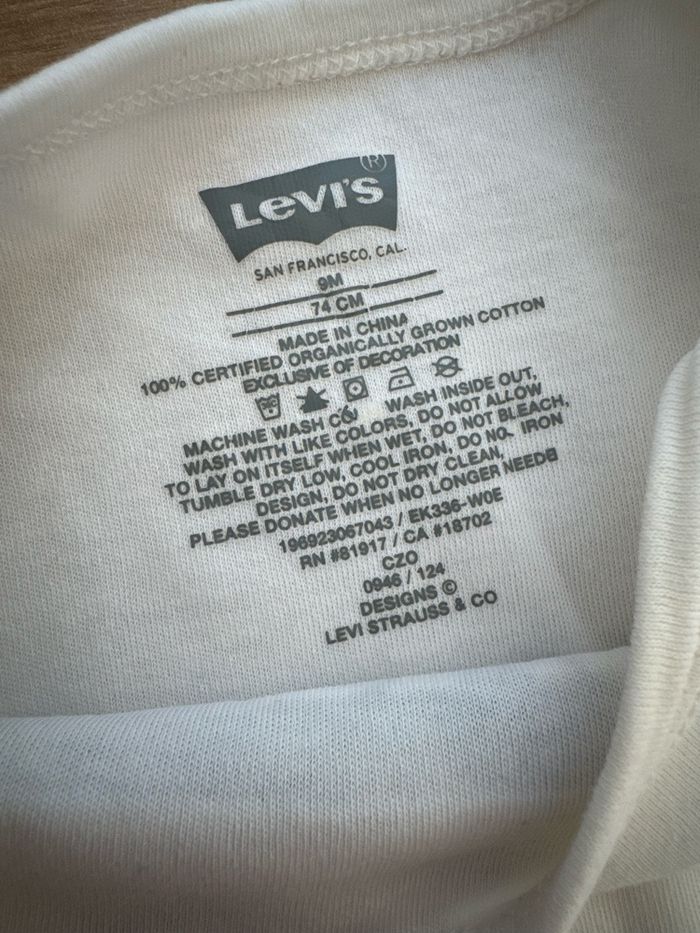 LEVI'S ®
SAN FRANCISCO, CAL.
9M
74 CM
MADE IN CHINA
100% CERTIFIED ORGANICALLY GROWN COTTON
EXCLUSIVE OF DECORATION
MACHINE WASH WASH INSIDE OUT,
WASH WITH LIKE COLORS, DO NOT ALLOW
TO LAY ON ITSELF WHEN WET, DO NOT BLEACH,
TUMBLE DRY LOW, COOL IRON, DO IRON
DESIGN, DO NOT DRY CLEAN,
PLEASE DONATE WHEN NO LONGER
196923067043 / EK336-W0E
RN #81917 / CA #18702
CZO
0946 / 124
DESIGNS ©
LEVI STRAUSS & CO